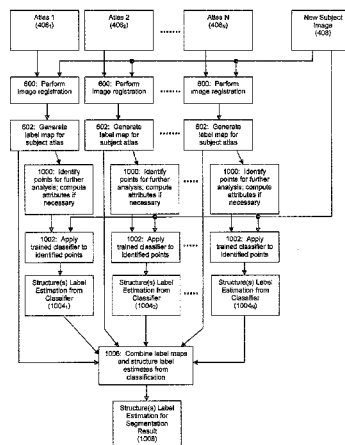 Atlas 1
(406₁)
Atlas 2
(406₂)
Atlas N
(406ₙ)
New Subject
Image
(408)
600: Perform
image registration
600: Perform
image registration
600: Perform
image registration
602: Generate
label map for
subject atlas
602: Generate
label map for
subject atlas
602: Generate
label map for
subject atlas
1000: Identify
points for further
analysis; compute
attributes if
necessary
1000: Identify
points for further
analysis; compute
attributes if
necessary
1000: Identify
points for further
analysis; compute
attributes if
necessary
1002: Apply
trained classifier to
identified points
1002: Apply
trained classifier to
identified points
1002: Apply
trained classifier to
identified points
Structure(s) Label
Estimation from
Classifier
(1004₁)
Structure(s) Label
Estimation from
Classifier
(1004₂)
Structure(s) Label
Estimation from
Classifier
(1004ₙ)
1006: Combine label maps
and structure label
estimates from
classification
Structure(s) Label
Estimation for
Segmentation
Result
(1008)